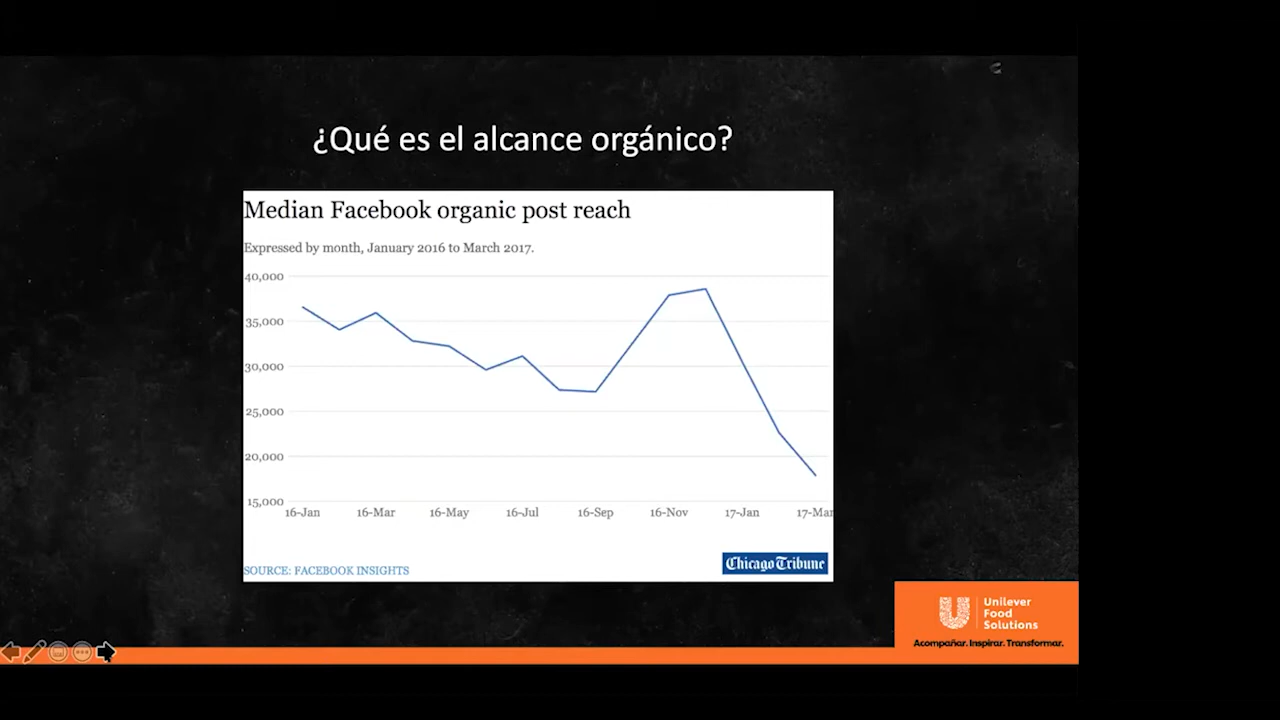 ¿Qué es el alcance orgánico?
Median Facebook organic post reach
Expressed by month, January 2016 to March 2017.
40,000
35,000
30,000
25,000
20,000
15,000
16-Jan 16-Mar 16-May 16-Jul 16-Sep 16-Nov 17-Jan 17-Mar
SOURCE: FACEBOOK INSIGHTS
Chicago Tribune
Unilever
Food
Solutions
Acompañar. Inspirar. Transformar.